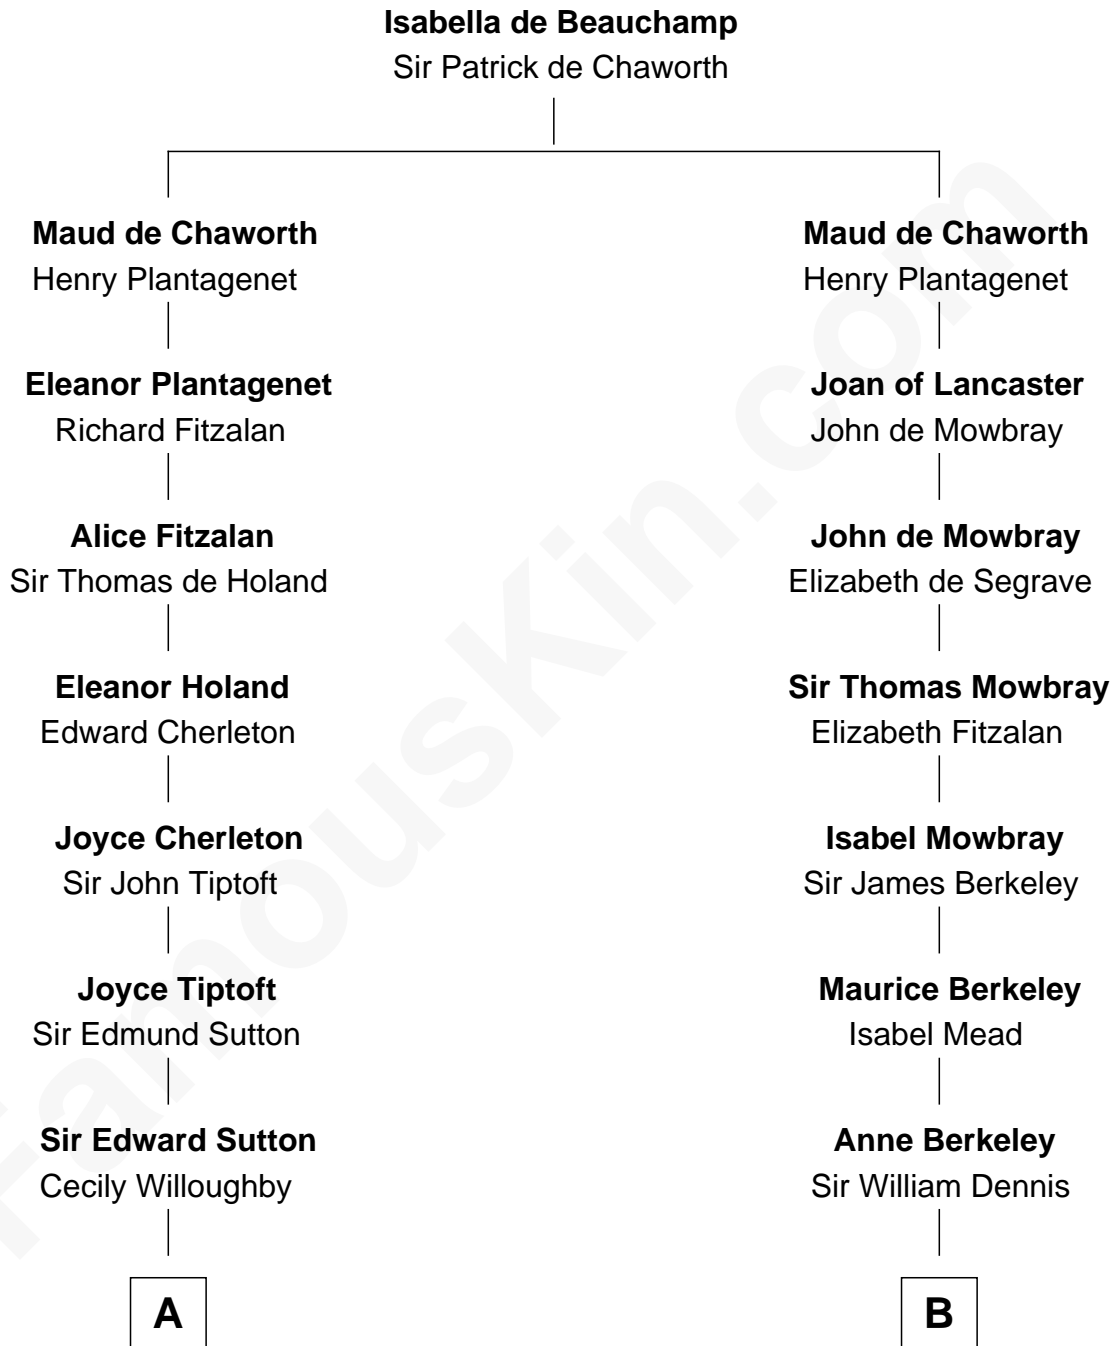 Isabella de Beauchamp
Sir Patrick de Chaworth
Maud de Chaworth
Henry Plantagenet
Eleanor Plantagenet
Richard Fitzalan
Alice Fitzalan
Sir Thomas de Holand
Eleanor Holand
Edward Cherleton
Joyce Cherleton
Sir John Tiptoft
Joyce Tiptoft
Sir Edmund Sutton
Sir Edward Sutton
Cecily Willoughby
A
Maud de Chaworth
Henry Plantagenet
Joan of Lancaster
John de Mowbray
John de Mowbray
Elizabeth de Segrave
Sir Thomas Mowbray
Elizabeth Fitzalan
Isabel Mowbray
Sir James Berkeley
Maurice Berkeley
Isabel Mead
Anne Berkeley
Sir William Dennis
B
FamousKin.com